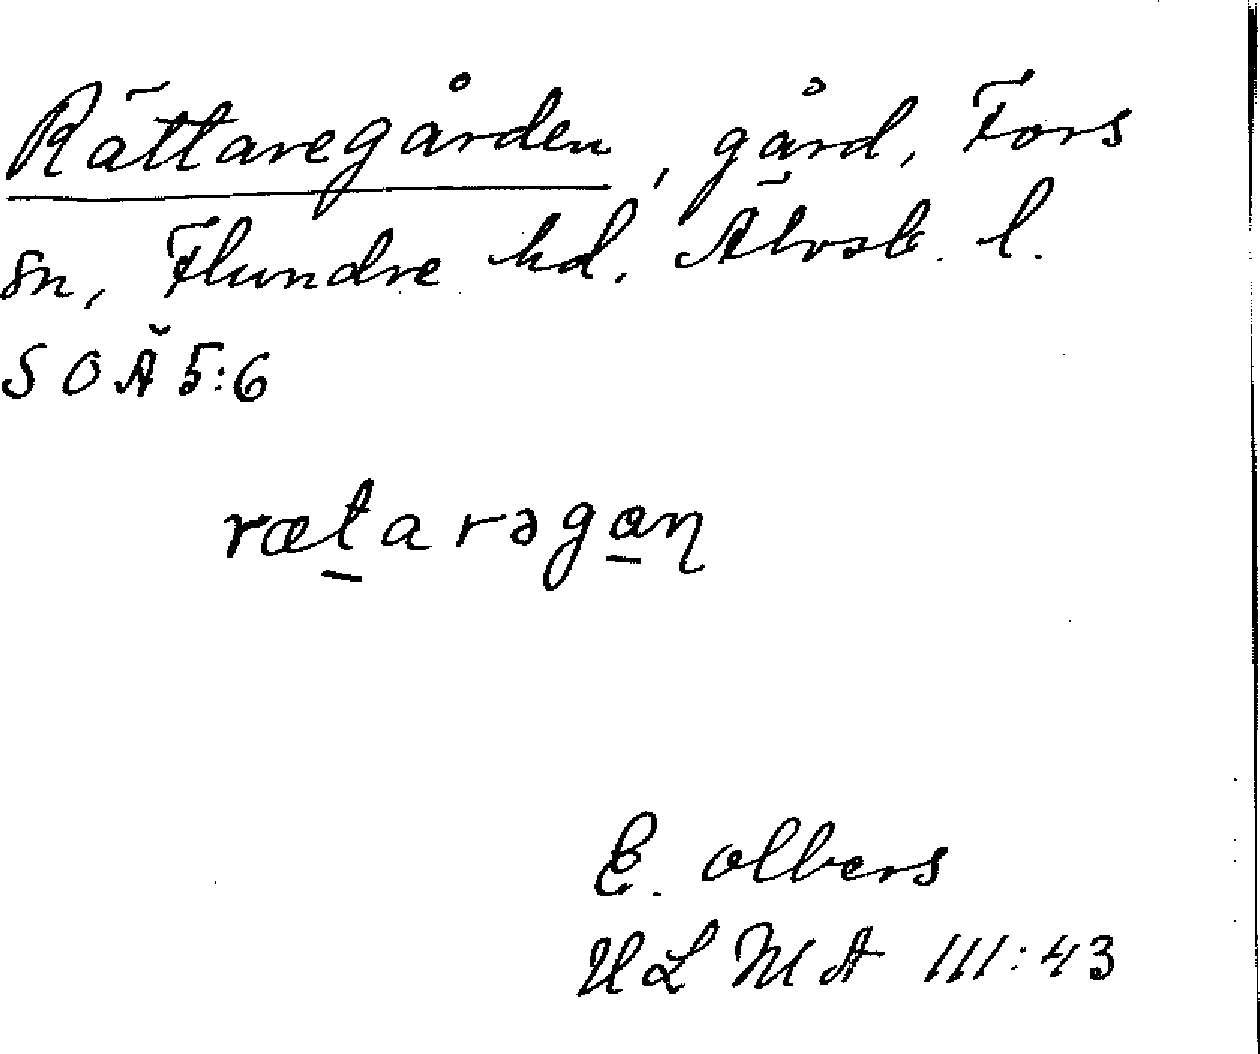 Rättaregården, gård, Fors
sn, Flundre hd. Älvsb. l.
SOÄ 5:6
rætarəgan
E. Olbers
ULMA 111:43